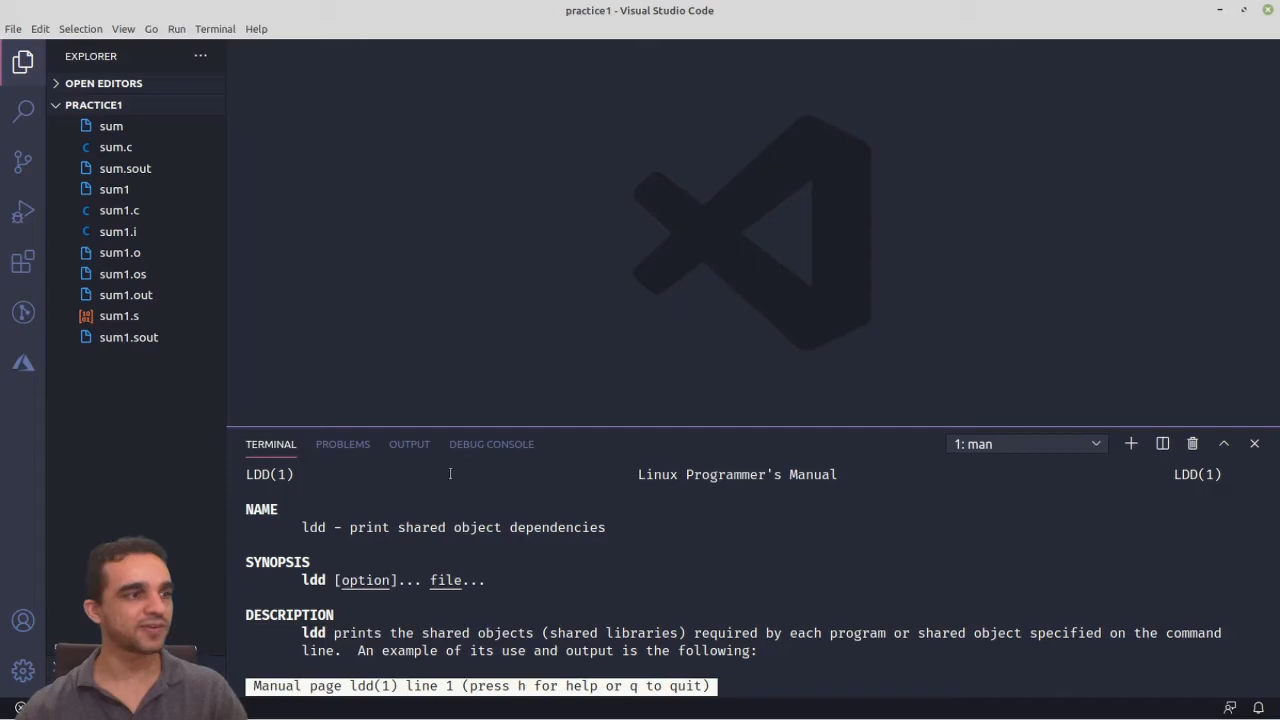 practice1 - Visual Studio Code
File Edit Selection View Go Run Terminal Help
EXPLORER
OPEN EDITORS
PRACTICE1
sum
sum.c
sum.sout
sum1
sum1.c
sum1.i
sum1.o
sum1.os
sum1.out
sum1.s
sum1.sout
TERMINAL PROBLEMS OUTPUT DEBUG CONSOLE 1: man
LDD(1) Linux Programmer's Manual LDD(1)
NAME
ldd - print shared object dependencies
SYNOPSIS
ldd [option]... file...
DESCRIPTION
ldd prints the shared objects (shared libraries) required by each program or shared object specified on the command
line. An example of its use and output is the following:
Manual page ldd(1) line 1 (press h for help or q to quit)